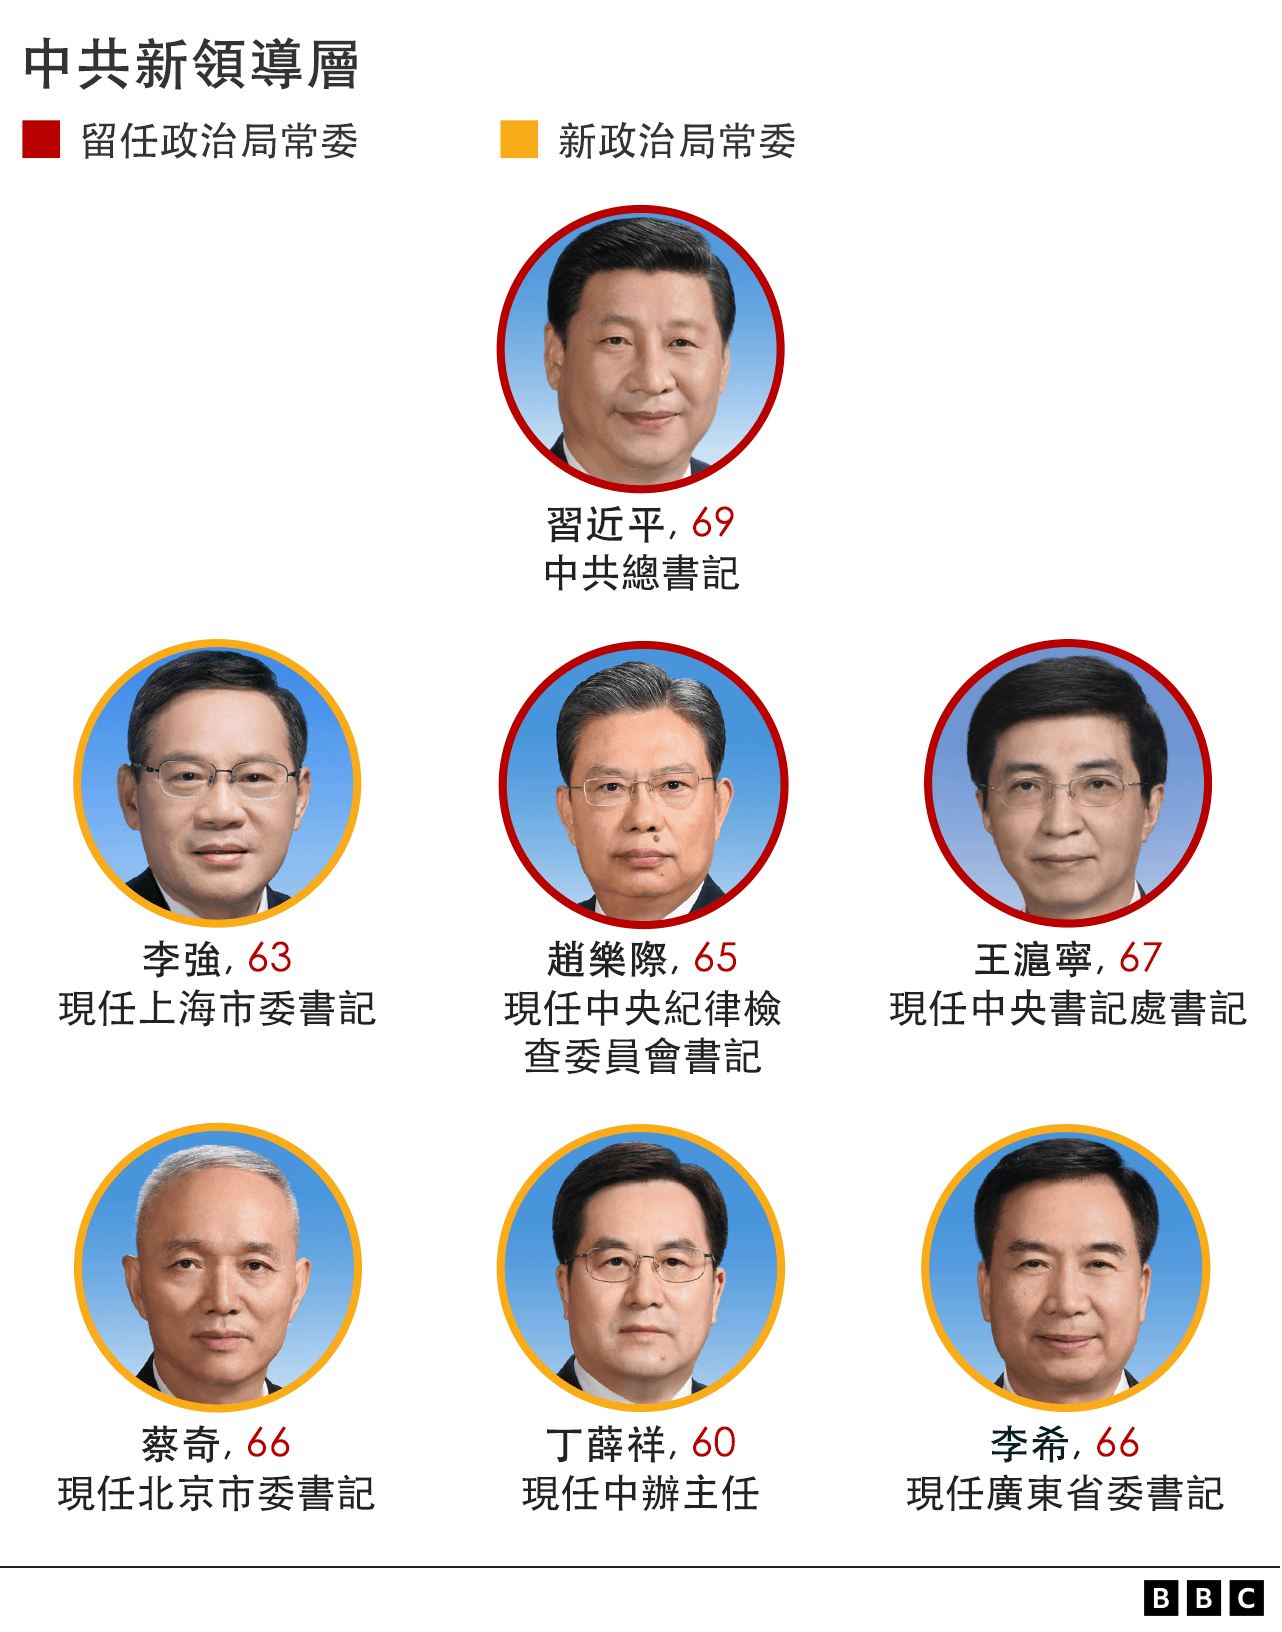 中共新領導層
留任政治局常委
新政治局常委
習近平, 69
中共總書記
李強, 63
現任上海市委書記
趙樂際, 65
現任中央紀律檢
查委員會書記
王滬寧, 67
現任中央書記處書記
蔡奇, 66
現任北京市委書記
丁薛祥, 60
現任中辦主任
李希, 66
現任廣東省委書記
BBC